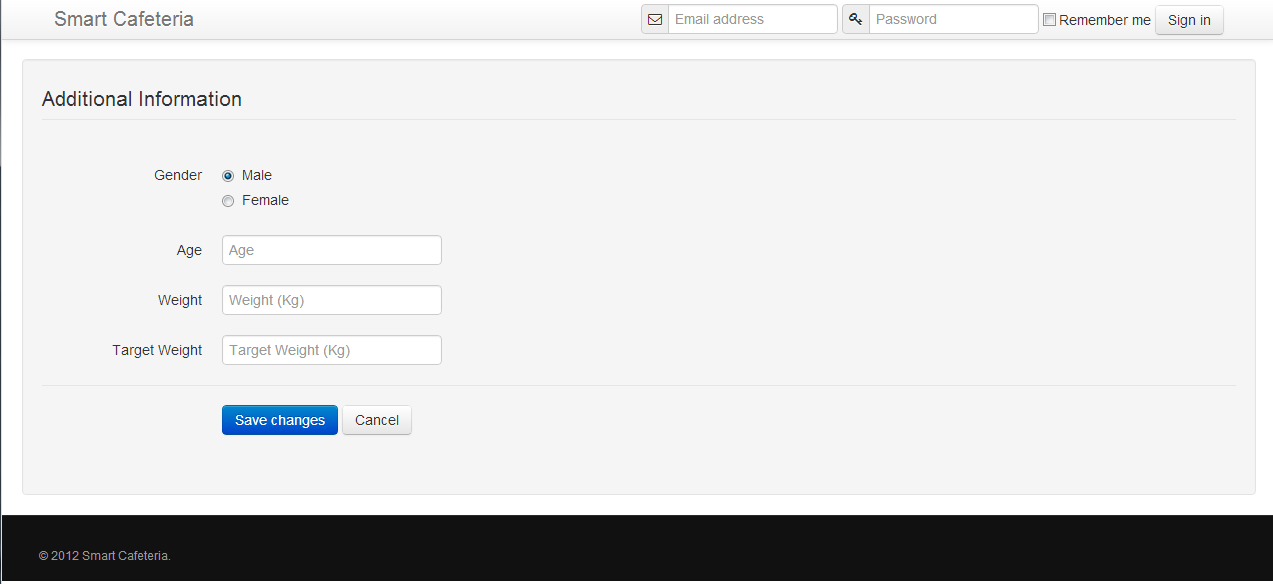 Smart Cafeteria
Email address
Password
Remember me
Sign in
Additional Information
Gender
Male
Female
Age
Age
Weight
Weight (Kg)
Target Weight
Target Weight (Kg)
Save changes
Cancel
© 2012 Smart Cafeteria.